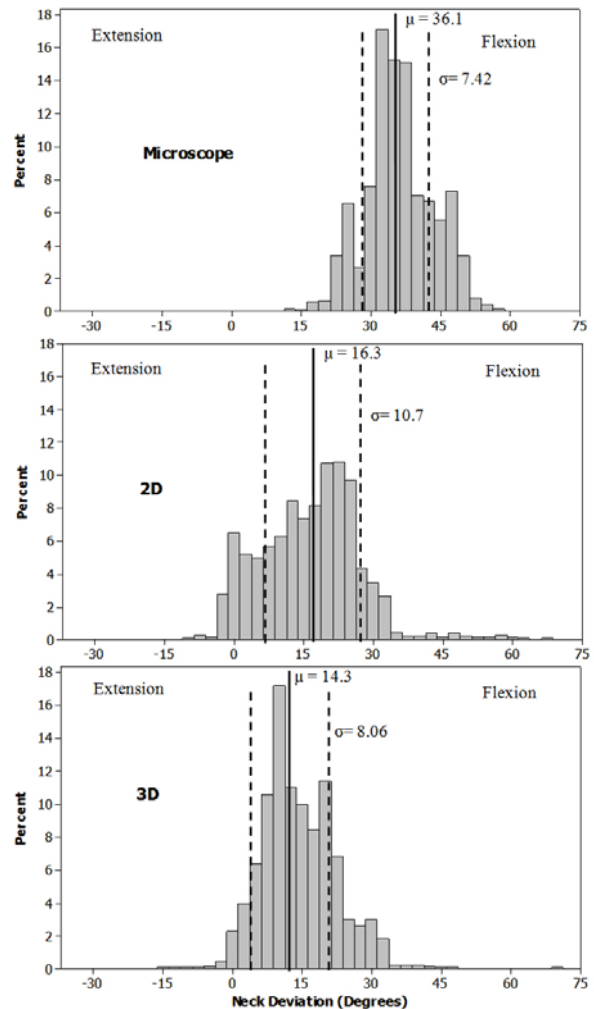 18
μ = 36.1
Extension
Flexion
16
σ= 7.42
14
12
Microscope
10
Percent
8
6
4
2
0
-30 -15 0 15 30 45 60 75
18
μ = 16.3
Extension
Flexion
16
14
σ= 10.7
12
10
2D
Percent
8
6
4
2
0
-30 -15 0 15 30 45 60 75
18
μ = 14.3
Extension
Flexion
16
σ= 8.06
14
12
3D
10
Percent
8
6
4
2
0
-30 -15 0 15 30 45 60 75
Neck Deviation (Degrees)